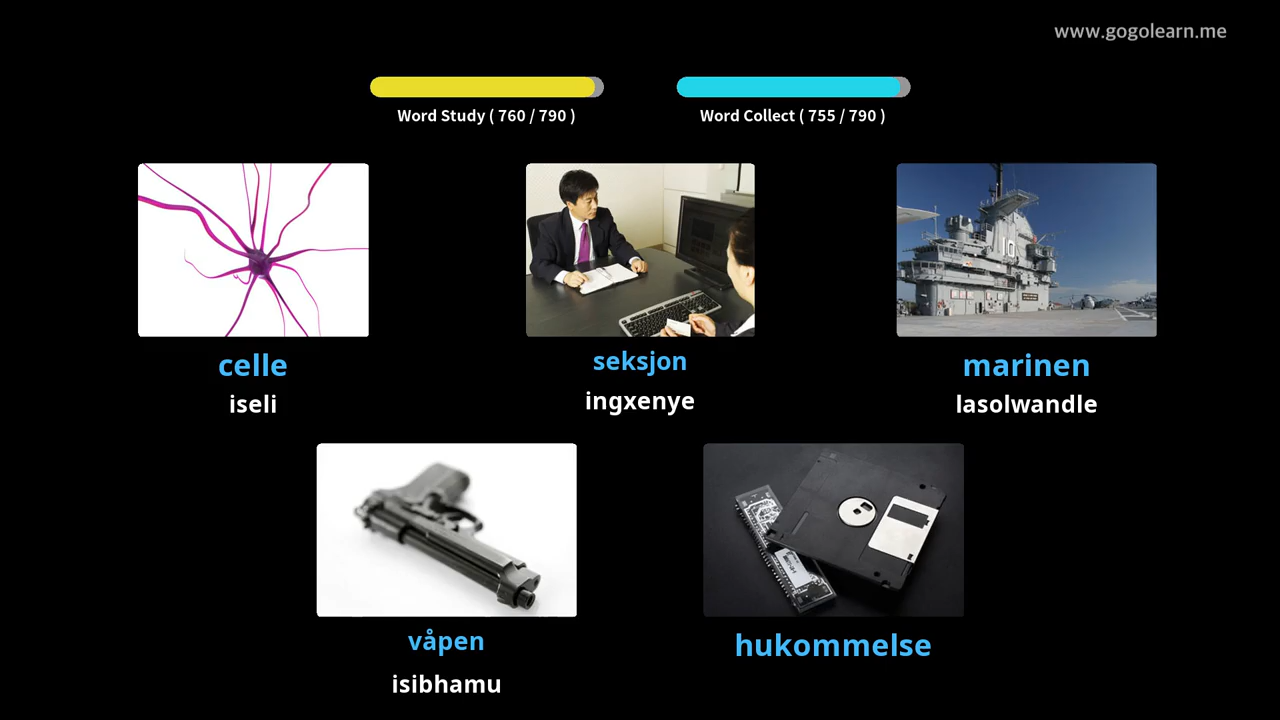 www.gogolearn.me
Word Study ( 760 / 790 )
Word Collect ( 755 / 790 )
celle
iseli
seksjon
ingxenye
marinen
lasolwandle
våpen
isibhamu
hukommelse